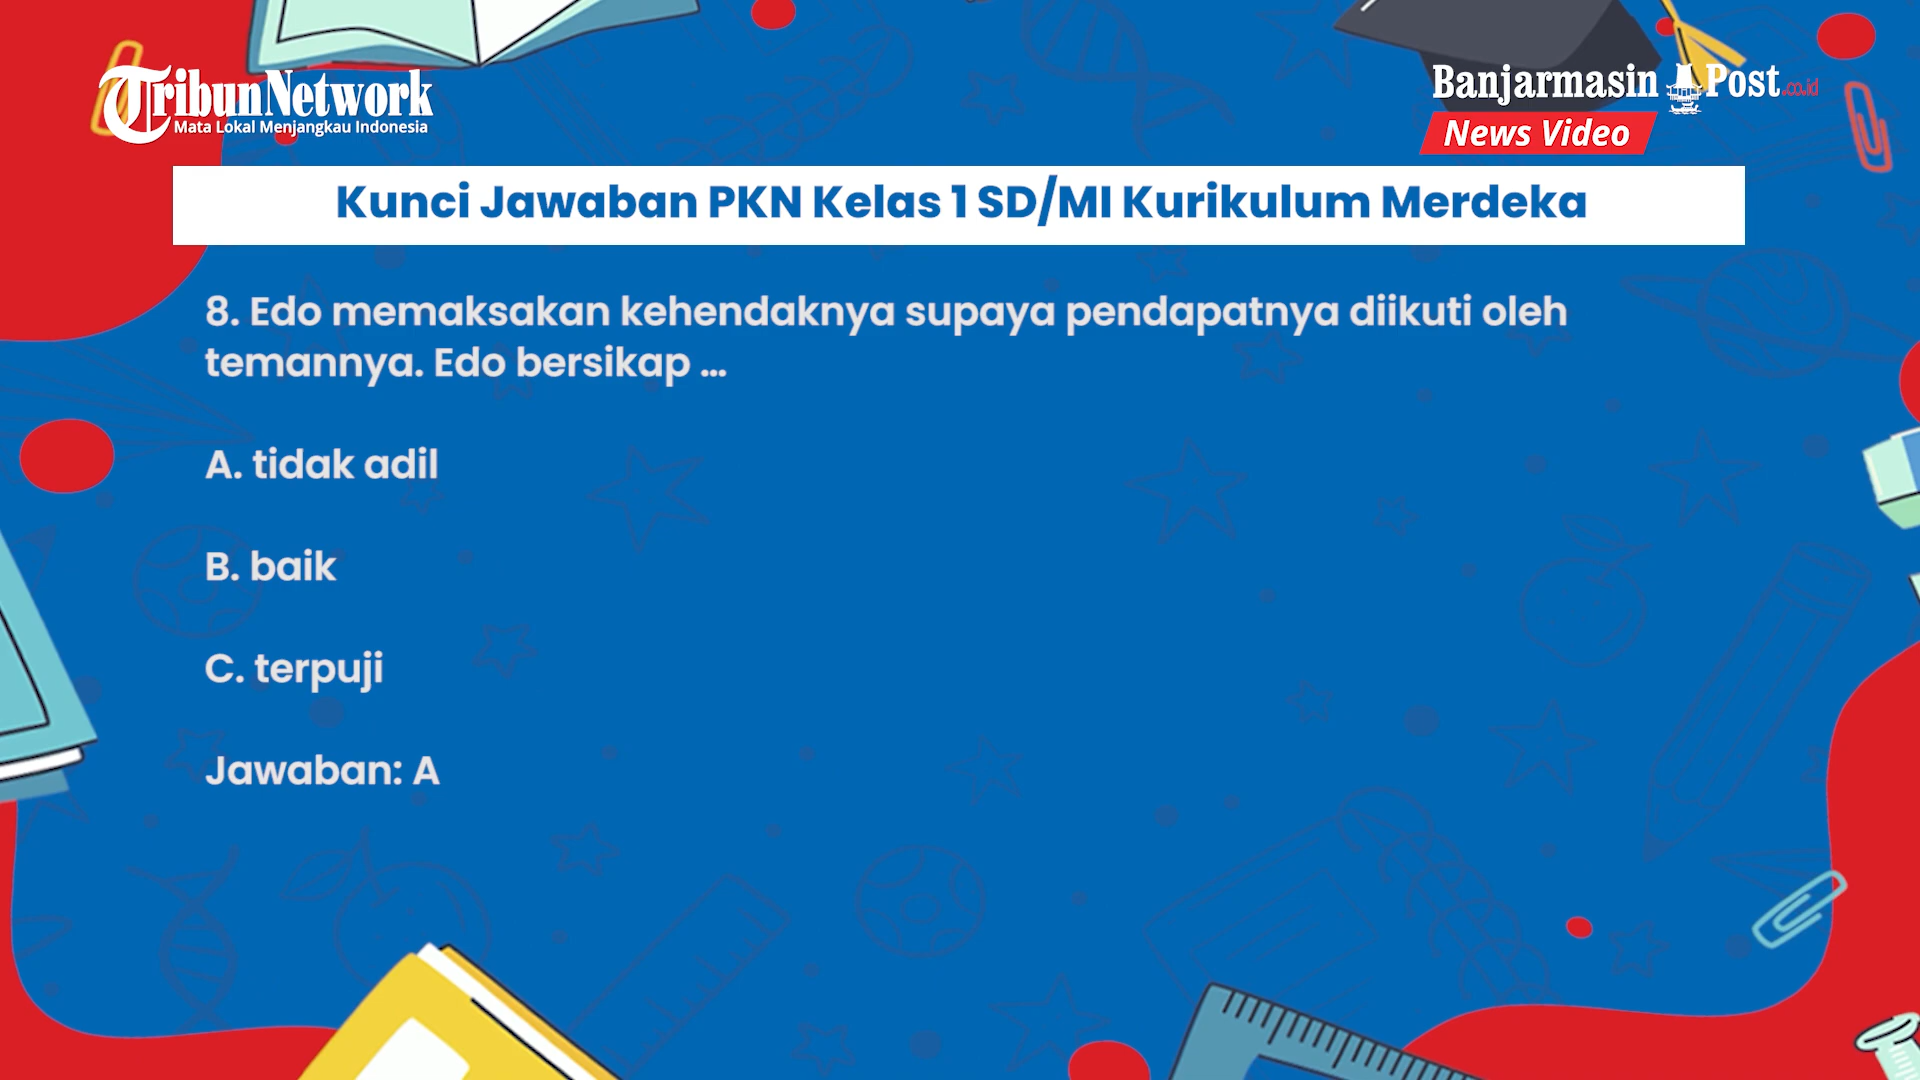 TribunNetwork
Mata Lokal Menjangkau Indonesia
Banjarmasin Post.co.id
News Video
Kunci Jawaban PKN Kelas 1 SD/MI Kurikulum Merdeka
8. Edo memaksakan kehendaknya supaya pendapatnya diikuti oleh
temannya. Edo bersikap ...
A. tidak adil
B. baik
C. terpuji
Jawaban: A